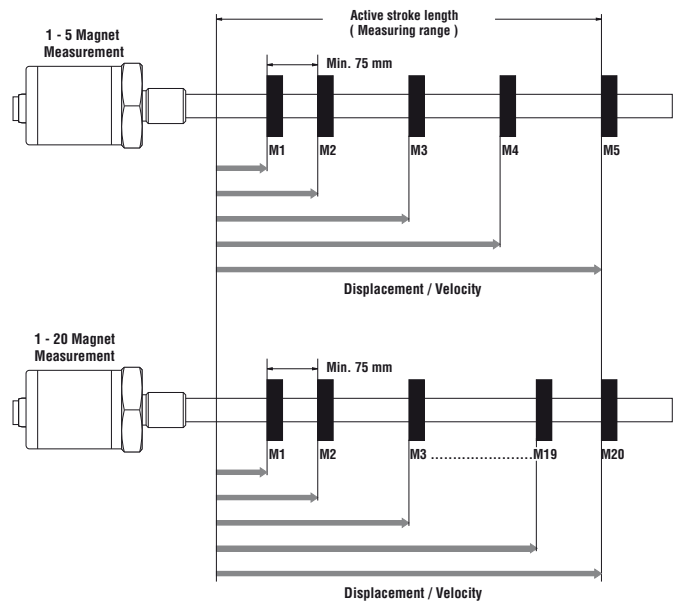 Active stroke length
( Measuring range )
1 - 5 Magnet
Measurement
Min. 75 mm
M1 M2 M3 M4 M5
Displacement / Velocity
1 - 20 Magnet
Measurement
Min. 75 mm
M1 M2 M3 ........................ M19 M20
Displacement / Velocity